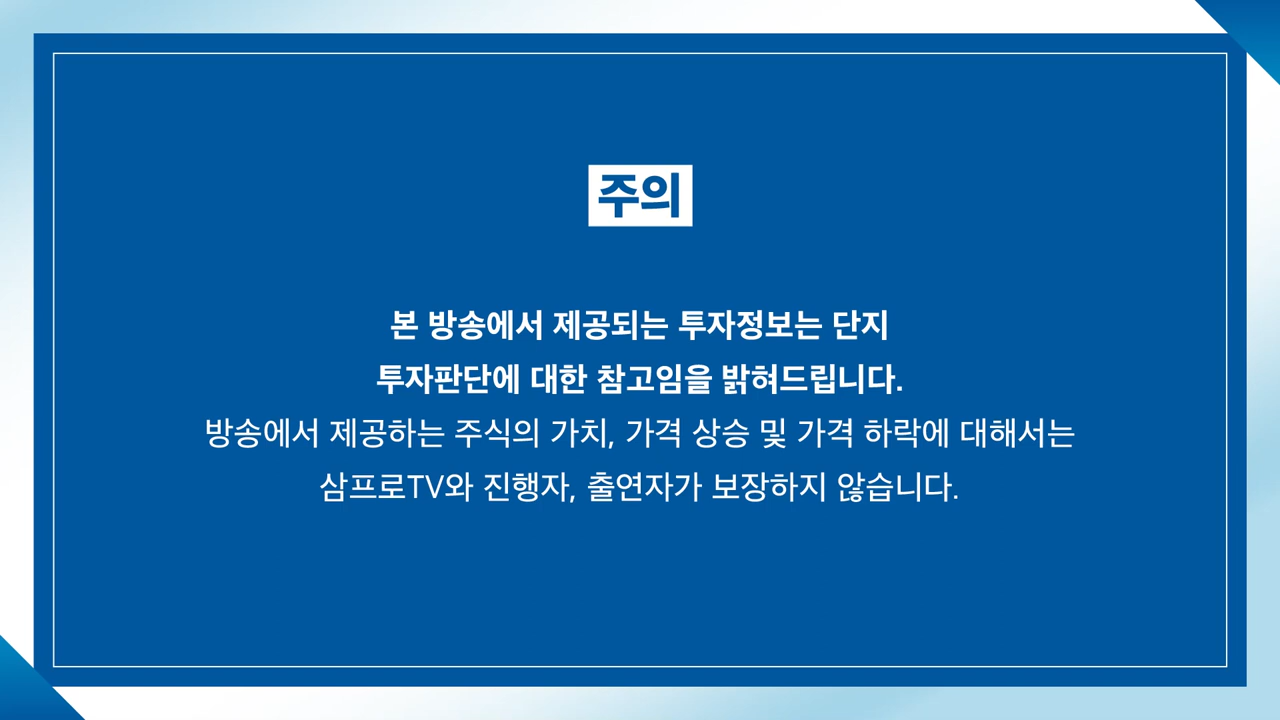 주의
본 방송에서 제공되는 투자정보는 단지
투자판단에 대한 참고임을 밝혀드립니다.
방송에서 제공하는 주식의 가치, 가격 상승 및 가격 하락에 대해서는
삼프로TV와 진행자, 출연자가 보장하지 않습니다.